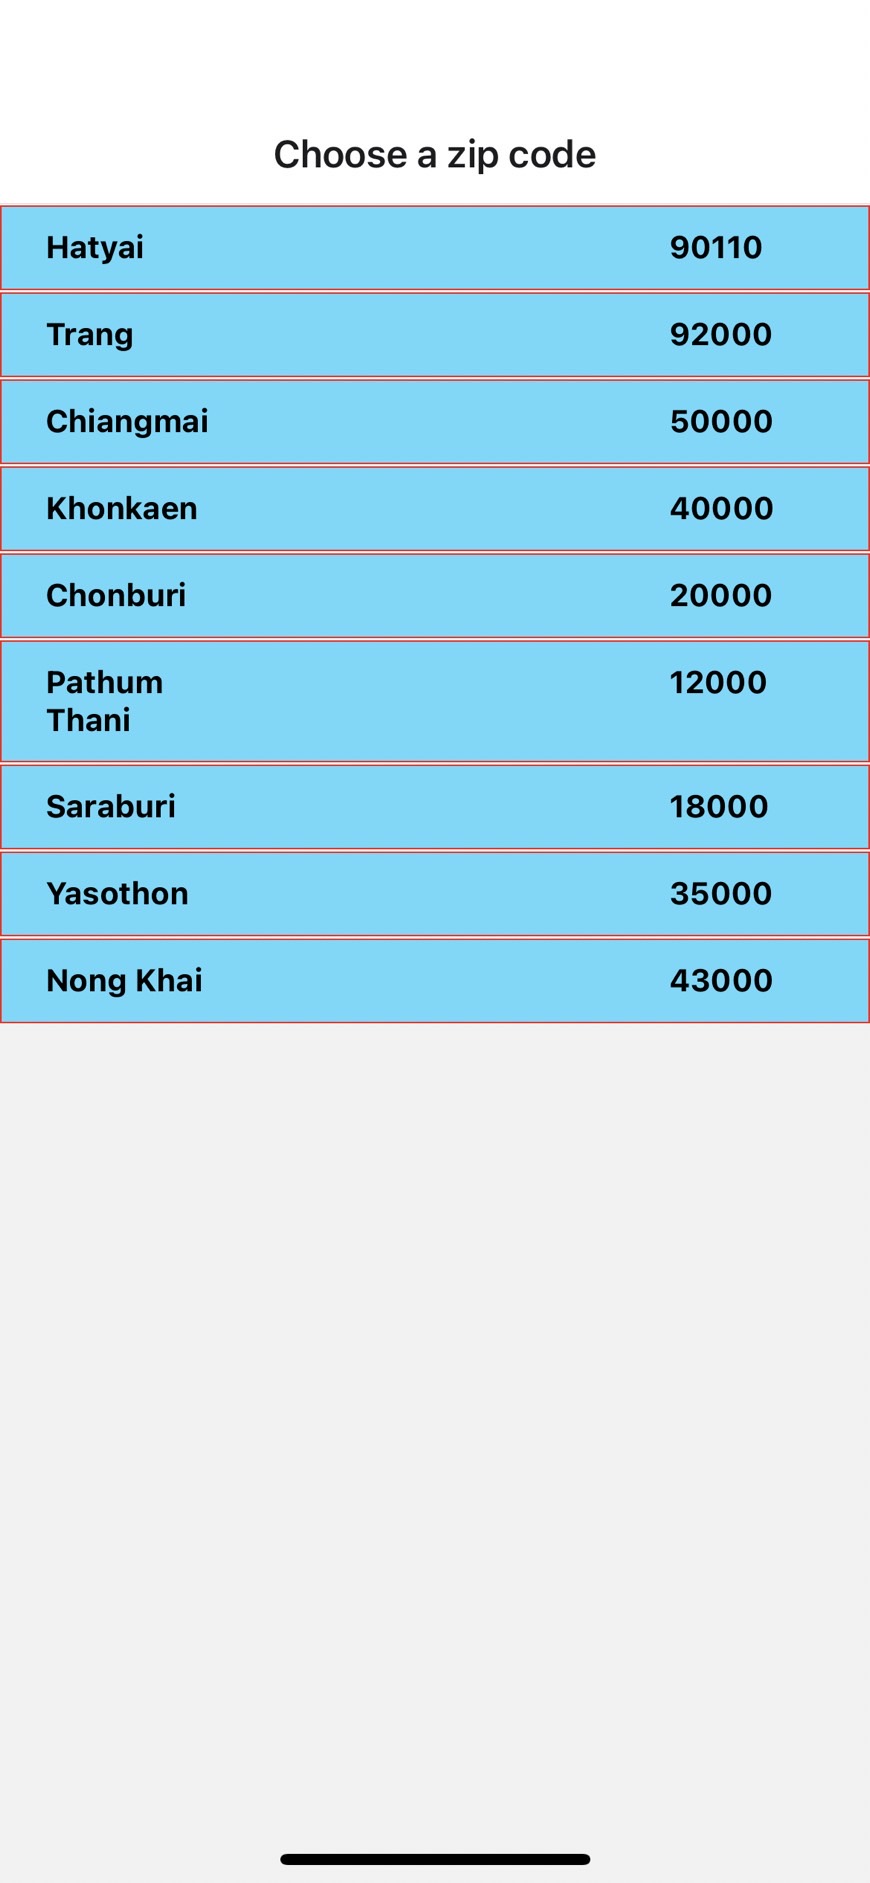 Choose a zip code
Hatyai 90110
Trang 92000
Chiangmai 50000
Khonkaen 40000
Chonburi 20000
Pathum 12000
Thani
Saraburi 18000
Yasothon 35000
Nong Khai 43000